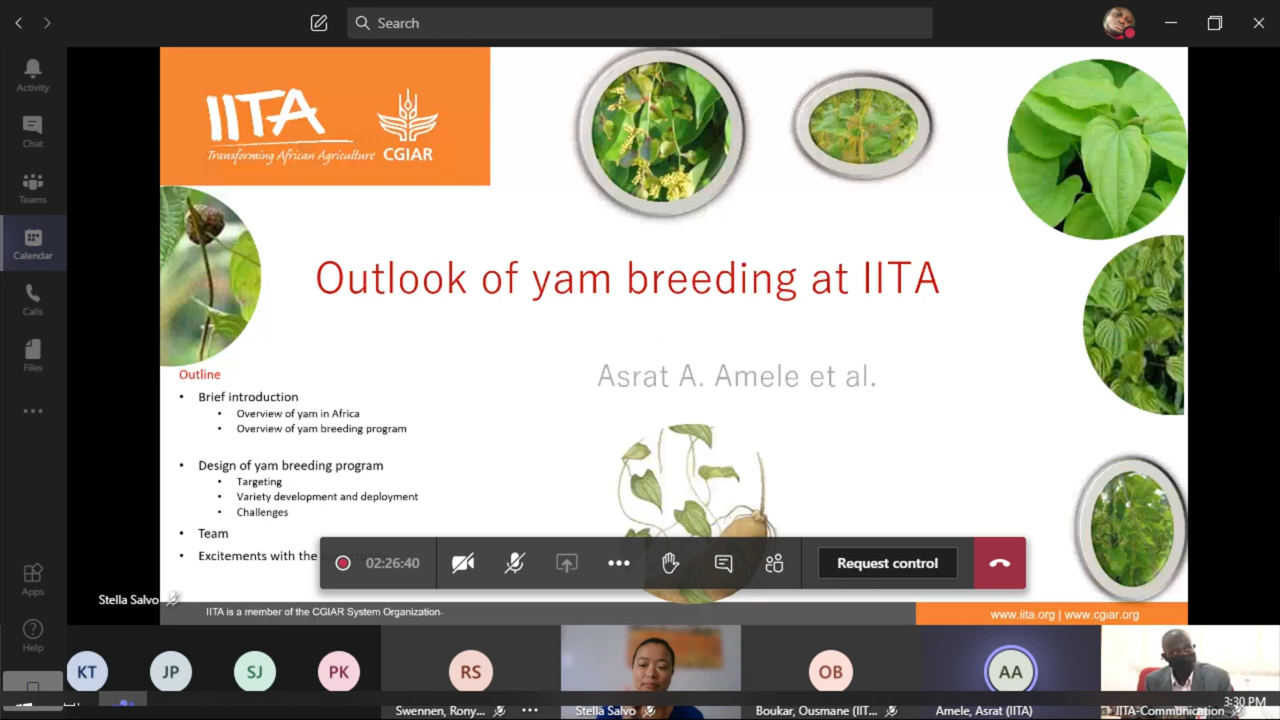 Search
Activity
Chat
Teams
Calendar
Calls
Files
Apps
Help
IITA
Transforming African Agriculture
CGIAR
Outlook of yam breeding at IITA
Asrat A. Amele et al.
Outline
• Brief introduction
• Overview of yam in Africa
• Overview of yam breeding program
• Design of yam breeding program
• Targeting
• Variety development and deployment
• Challenges
• Team
• Excitements with the
02:26:40
Request control
Stella Salvo
IITA is a member of the CGIAR System Organization.
www.iita.org | www.cgiar.org
KT
JP
SJ
PK
RS
OB
AA
3:30 PM
Swennen, Rony...
Stella Salvo
Boukar, Ousmane (IIT...
Amele, Asrat (IITA)
IITA-Communication